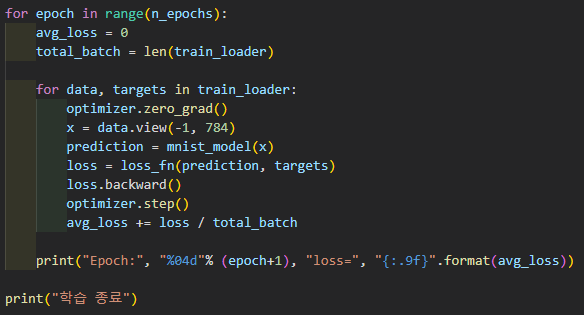 for epoch in range(n_epochs):
    avg_loss = 0
    total_batch = len(train_loader)

    for data, targets in train_loader:
        optimizer.zero_grad()
        x = data.view(-1, 784)
        prediction = mnist_model(x)
        loss = loss_fn(prediction, targets)
        loss.backward()
        optimizer.step()
        avg_loss += loss / total_batch

    print("Epoch:", "%04d"% (epoch+1), "loss=", "{:.9f}".format(avg_loss))

print("학습 종료")